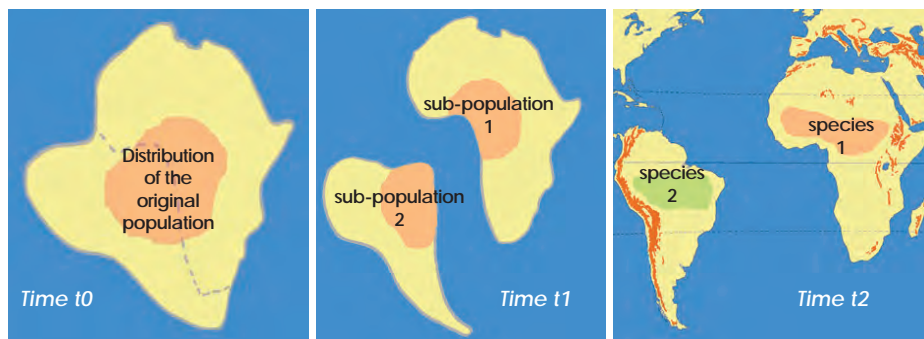 Distribution
of the
original
population
Time t0
sub-population
1
sub-population
2
Time t1
species
1
species
2
Time t2